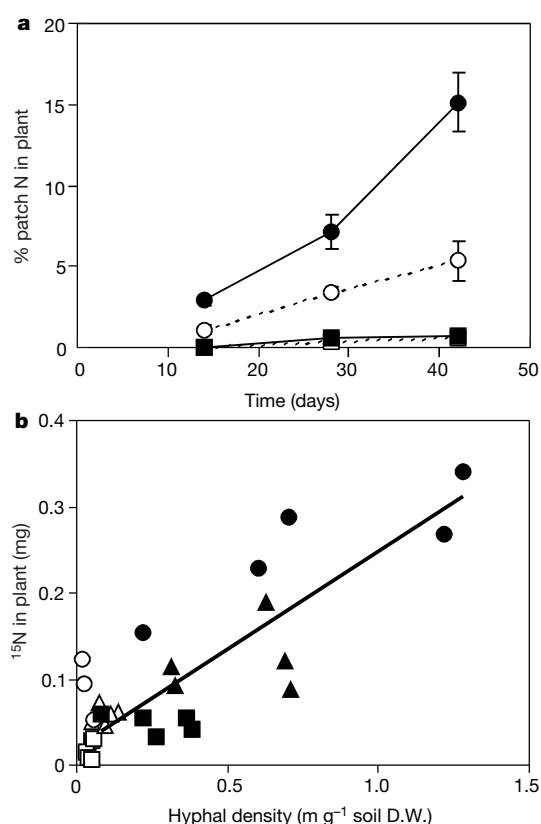 a
20
15
10
5
0
% patch N in plant
0 10 20 30 40 50
Time (days)
b
0.4
0.3
0.2
0.1
0
¹⁵N in plant (mg)
0 0.5 1.0 1.5
Hyphal density (m g⁻¹ soil D.W.)